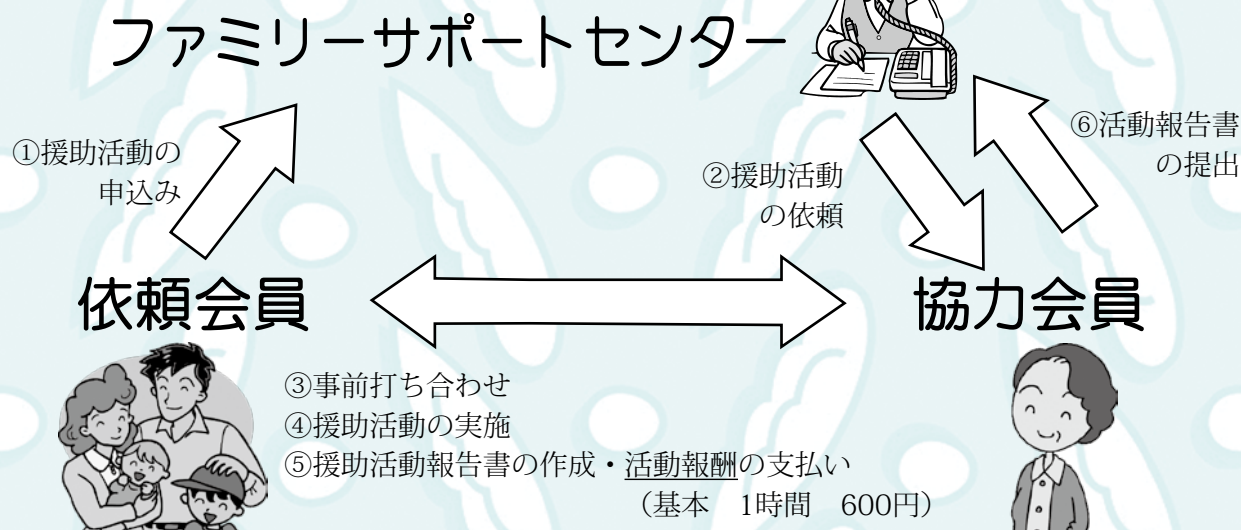 ファミリーサポートセンター
①援助活動の
申込み
②援助活動
の依頼
⑥活動報告書
の提出
依頼会員
協力会員
③事前打ち合わせ
④援助活動の実施
⑤援助活動報告書の作成・活動報酬の支払い
（基本　1時間　600円）